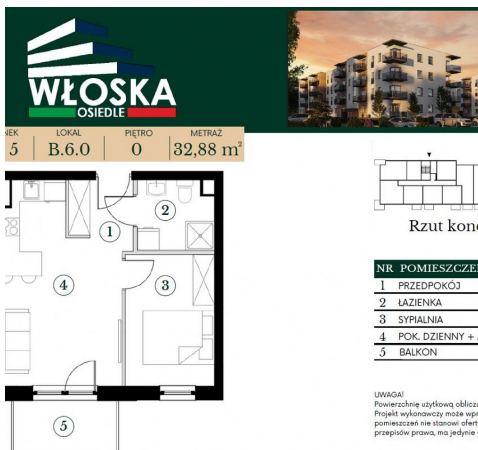 WŁOSKA
OSIEDLE
LOKAL PIĘTRO METRAŻ
5 B.6.0 0 32,88 m²
2
1
4
3
5
Rzut
NR
1 PRZEDPOKÓJ
2 ŁAZIENKA
3 SYPIALNIA
4 POK. DZIENNY +
5 BALKON
UWAGA!
Powierzchnię użytkową
Projekt wykonawczy może
pomieszczeń nie stanowi
przepisów prawa, ma jedynie